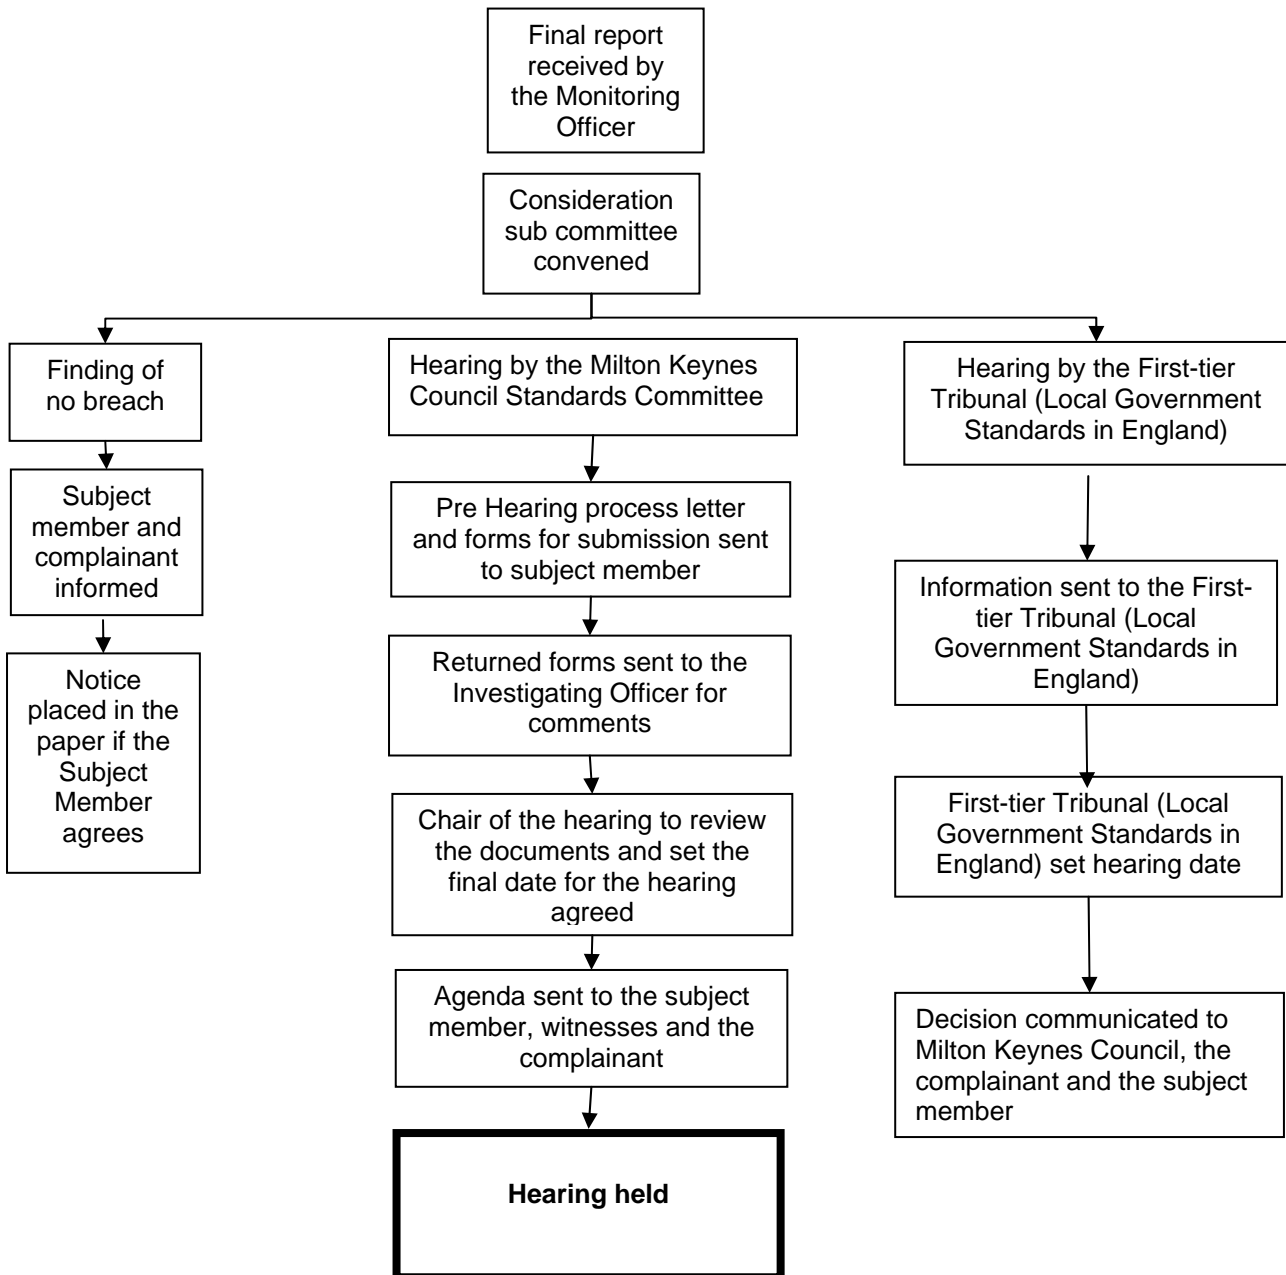 Final report
received by
the Monitoring
Officer
Consideration
sub committee
convened
Finding of
no breach
Subject
member and
complainant
informed
Notice
placed in the
paper if the
Subject
Member
agrees
Hearing by the Milton Keynes
Council Standards Committee
Pre Hearing process letter
and forms for submission sent
to subject member
Returned forms sent to the
Investigating Officer for
comments
Chair of the hearing to review
the documents and set the
final date for the hearing
agreed
Agenda sent to the subject
member, witnesses and the
complainant
Hearing held
Hearing by the First-tier
Tribunal (Local Government
Standards in England)
Information sent to the First-
tier Tribunal (Local
Government Standards in
England)
First-tier Tribunal (Local
Government Standards in
England) set hearing date
Decision communicated to
Milton Keynes Council, the
complainant and the subject
member